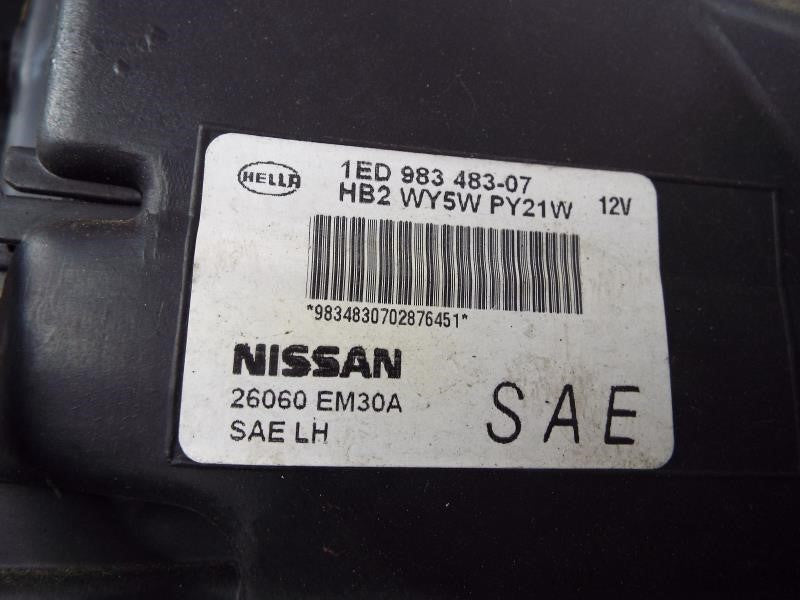 HELLA
1ED 983 483-07
HB2 WY5W PY21W 12V
*9834830702876451*
NISSAN
26060 EM30A
SAE LH
SAE